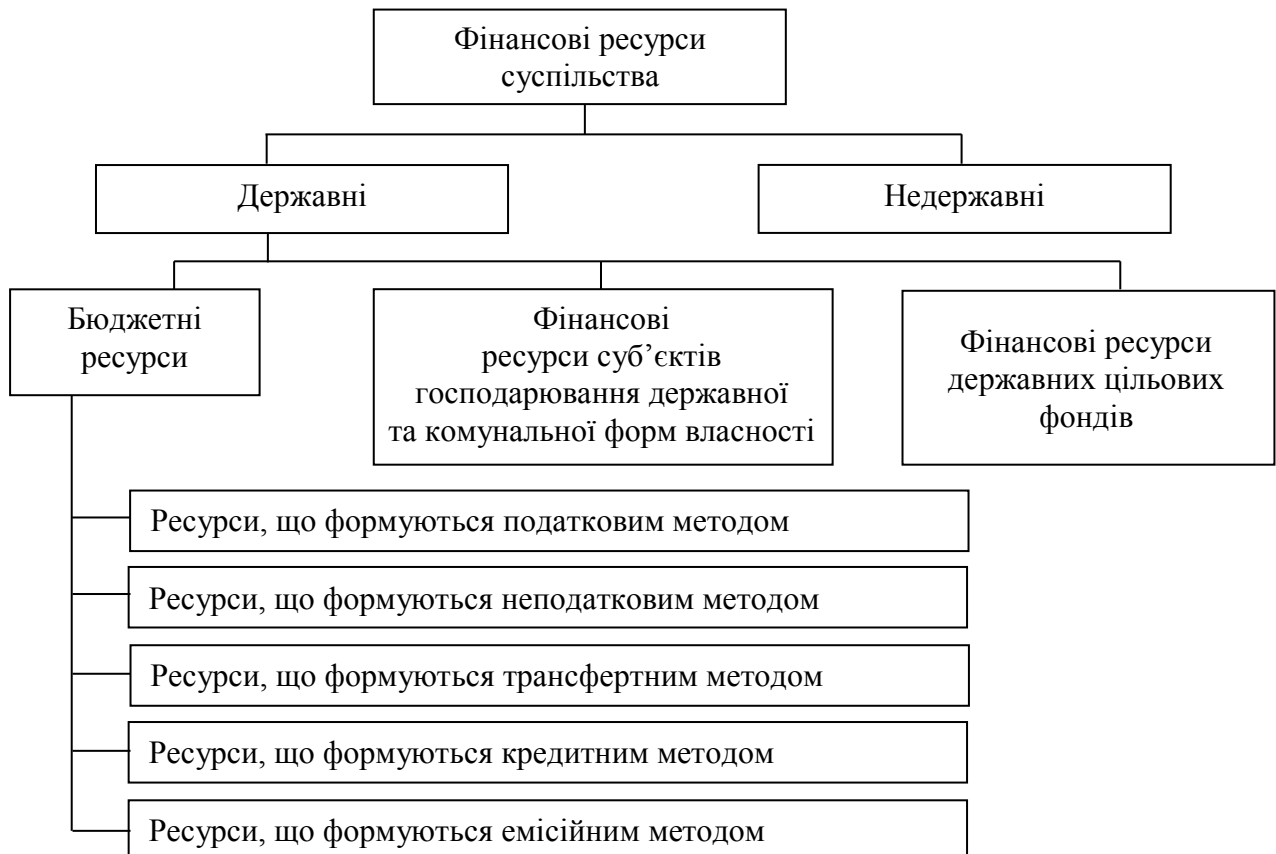 Фінансові ресурси
суспільства
Державні
Недержавні
Бюджетні
ресурси
Фінансові
ресурси суб’єктів
господарювання державної
та комунальної форм власності
Фінансові ресурси
державних цільових
фондів
Ресурси, що формуються податковим методом
Ресурси, що формуються неподатковим методом
Ресурси, що формуються трансфертним методом
Ресурси, що формуються кредитним методом
Ресурси, що формуються емісійним методом